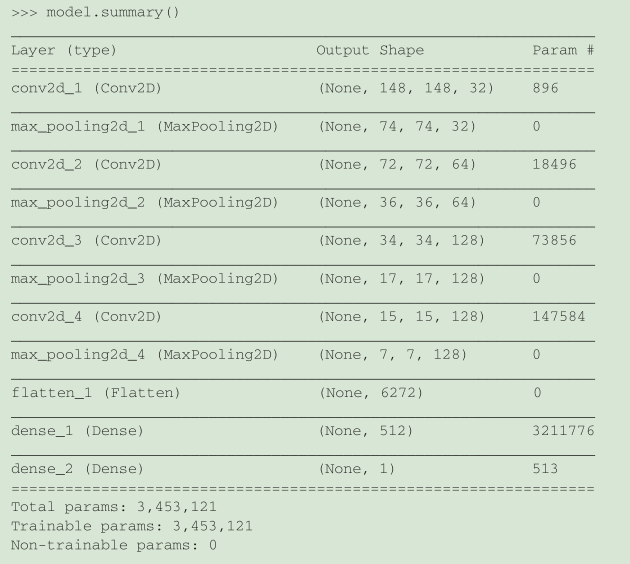 >>> model.summary()
Layer (type) Output Shape Param #
================================================================
conv2d_1 (Conv2D) (None, 148, 148, 32) 896
max_pooling2d_1 (MaxPooling2D) (None, 74, 74, 32) 0
conv2d_2 (Conv2D) (None, 72, 72, 64) 18496
max_pooling2d_2 (MaxPooling2D) (None, 36, 36, 64) 0
conv2d_3 (Conv2D) (None, 34, 34, 128) 73856
max_pooling2d_3 (MaxPooling2D) (None, 17, 17, 128) 0
conv2d_4 (Conv2D) (None, 15, 15, 128) 147584
max_pooling2d_4 (MaxPooling2D) (None, 7, 7, 128) 0
flatten_1 (Flatten) (None, 6272) 0
dense_1 (Dense) (None, 512) 3211776
dense_2 (Dense) (None, 1) 513
================================================================
Total params: 3,453,121
Trainable params: 3,453,121
Non-trainable params: 0